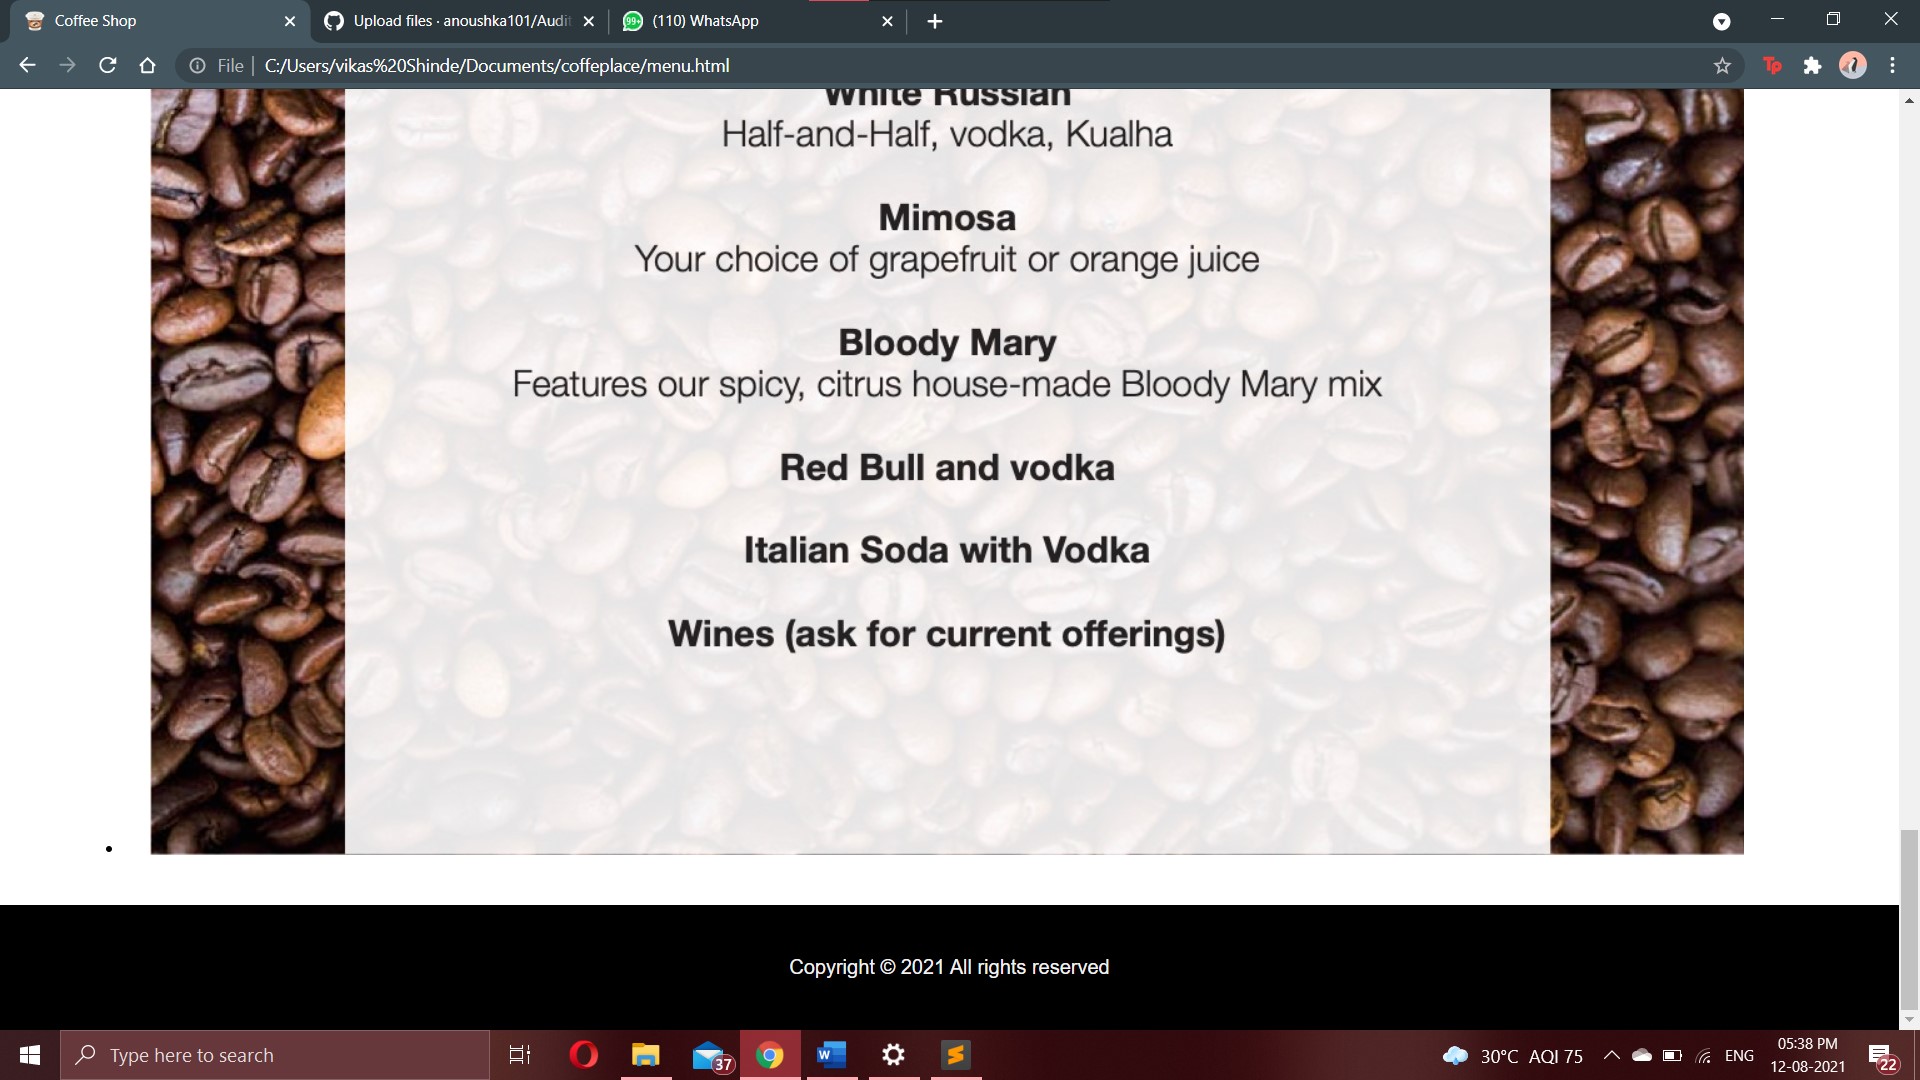 Coffee Shop
Upload files · anoushka101/Audit
99+ (110) WhatsApp
File | C:/Users/vikas%20Shinde/Documents/coffeplace/menu.html
Tp
White Russian
Half-and-Half, vodka, Kualha
Mimosa
Your choice of grapefruit or orange juice
Bloody Mary
Features our spicy, citrus house-made Bloody Mary mix
Red Bull and vodka
Italian Soda with Vodka
Wines (ask for current offerings)
Copyright © 2021 All rights reserved
Type here to search
37
W
30°C AQI 75
ENG
05:38 PM
12-08-2021
22